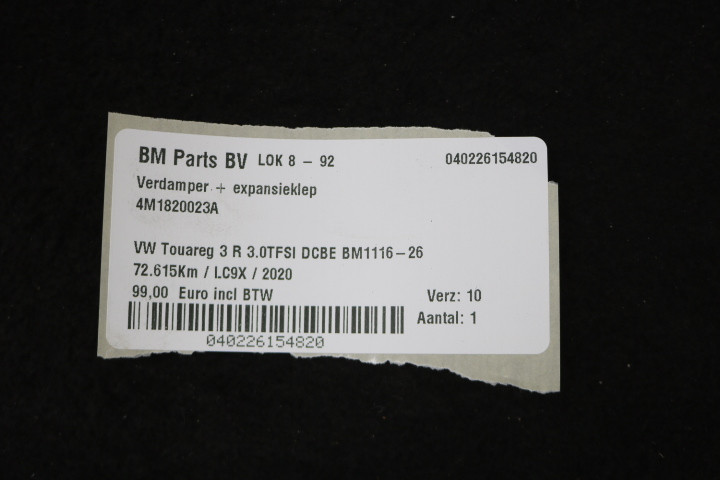 BM Parts BV LOK 8 - 92 040226154820
Verdamper + expansieklep
4M1820023A
VW Touareg 3 R 3.0TFSI DCBE BM1116-26
72.615Km / LC9X / 2020
99,00 Euro incl BTW Verz: 10
Aantal: 1
040226154820